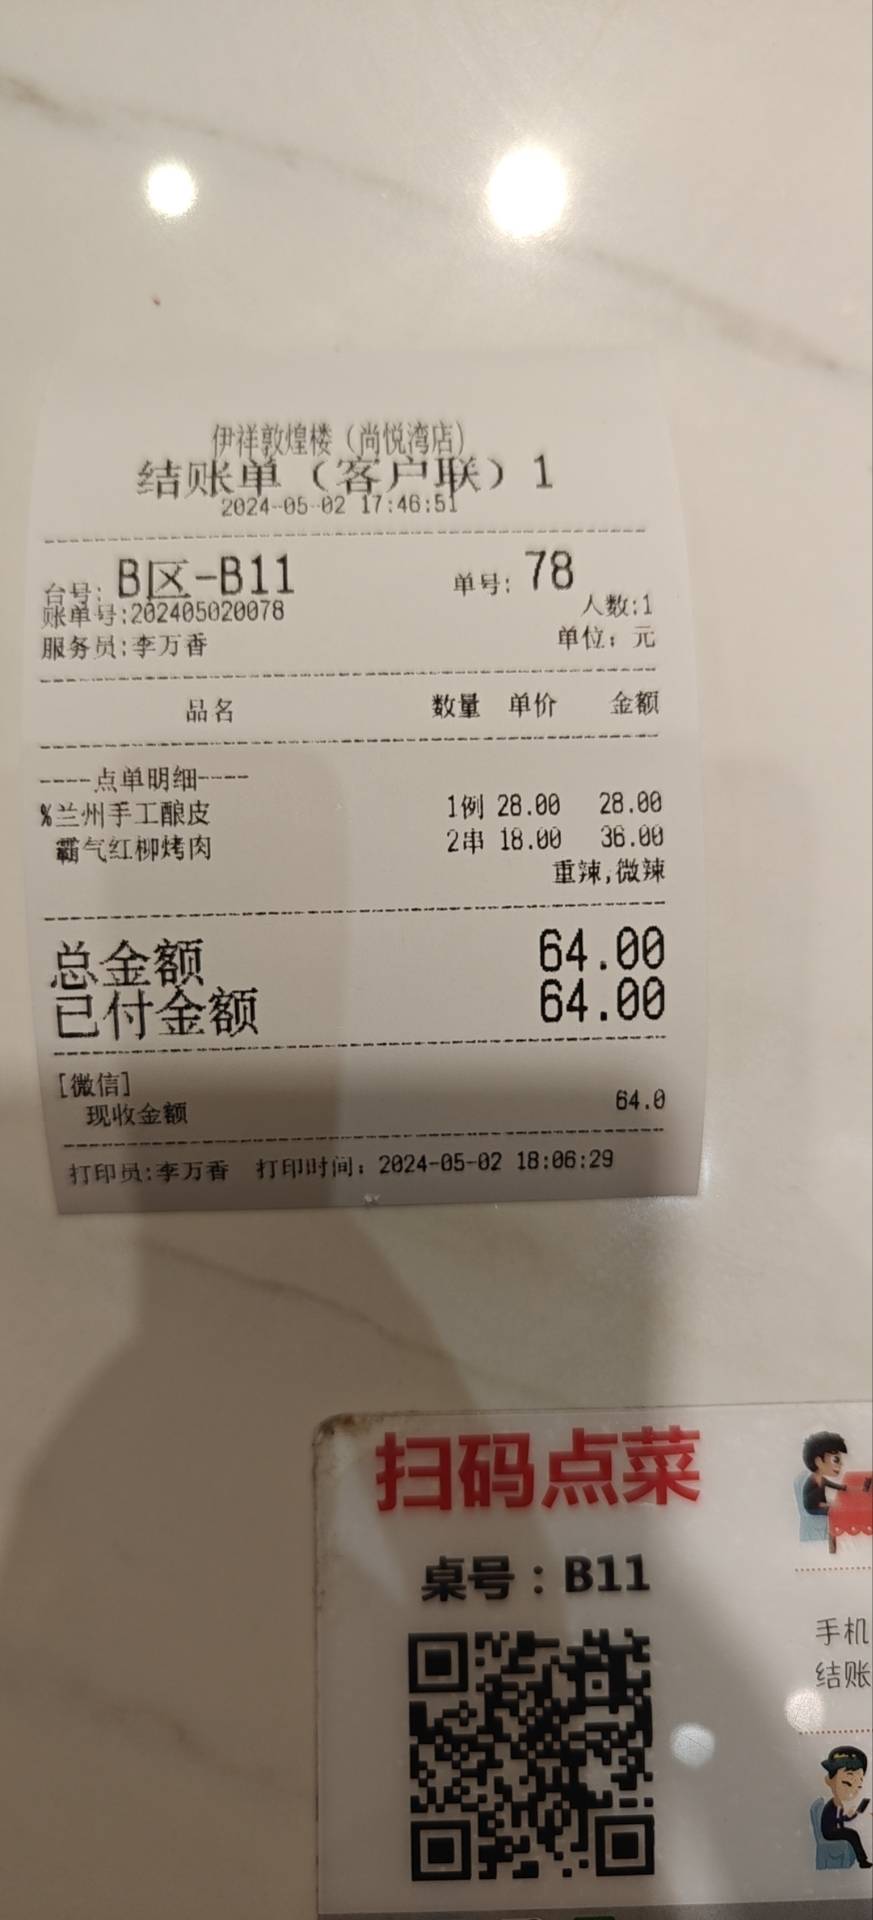 伊祥敦煌楼（尚悦湾店）
结账单（客户联）1
2024-05-02 17:46:51
台号: B区-B11 单号: 78
账单号:202405020078 人数:1
服务员:李万香 单位：元
品名 数量 单价 金额
----点单明细----
%兰州手工酿皮 1例 28.00 28.00
霸气红柳烤肉 2串 18.00 36.00
重辣,微辣
总金额 64.00
已付金额 64.00
[微信]
现收金额 64.0
打印员:李万香 打印时间：2024-05-02 18:06:29
扫码点菜
桌号：B11
手机
结账